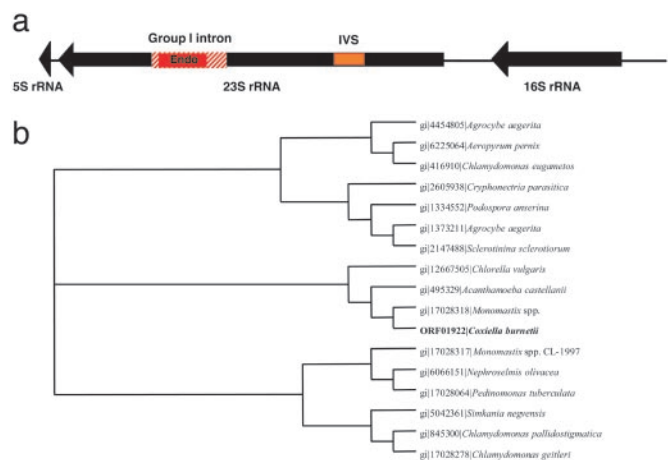 a
Group I intron
IVS
Endo
5S rRNA
23S rRNA
16S rRNA
b
gi|4454805|Agrocybe aegerita
gi|6225064|Aeropyrum pernix
gi|416910|Chlamydomonas eugametos
gi|2605938|Cryphonectria parasitica
gi|1334552|Podospora anserina
gi|1373211|Agrocybe aegerita
gi|2147488|Sclerotinina sclerotiorum
gi|12667505|Chlorella vulgaris
gi|495329|Acanthamoeba castellanii
gi|17028318|Monomastix spp.
ORF01922|Coxiella burnetii
gi|17028317|Monomastix spp. CL-1997
gi|6066151|Nephroselmis olivacea
gi|17028064|Pedinomonas tuberculata
gi|5042361|Simkania negvensis
gi|845300|Chlamydomonas pallidostigmatica
gi|17028278|Chlamydomonas geitleri